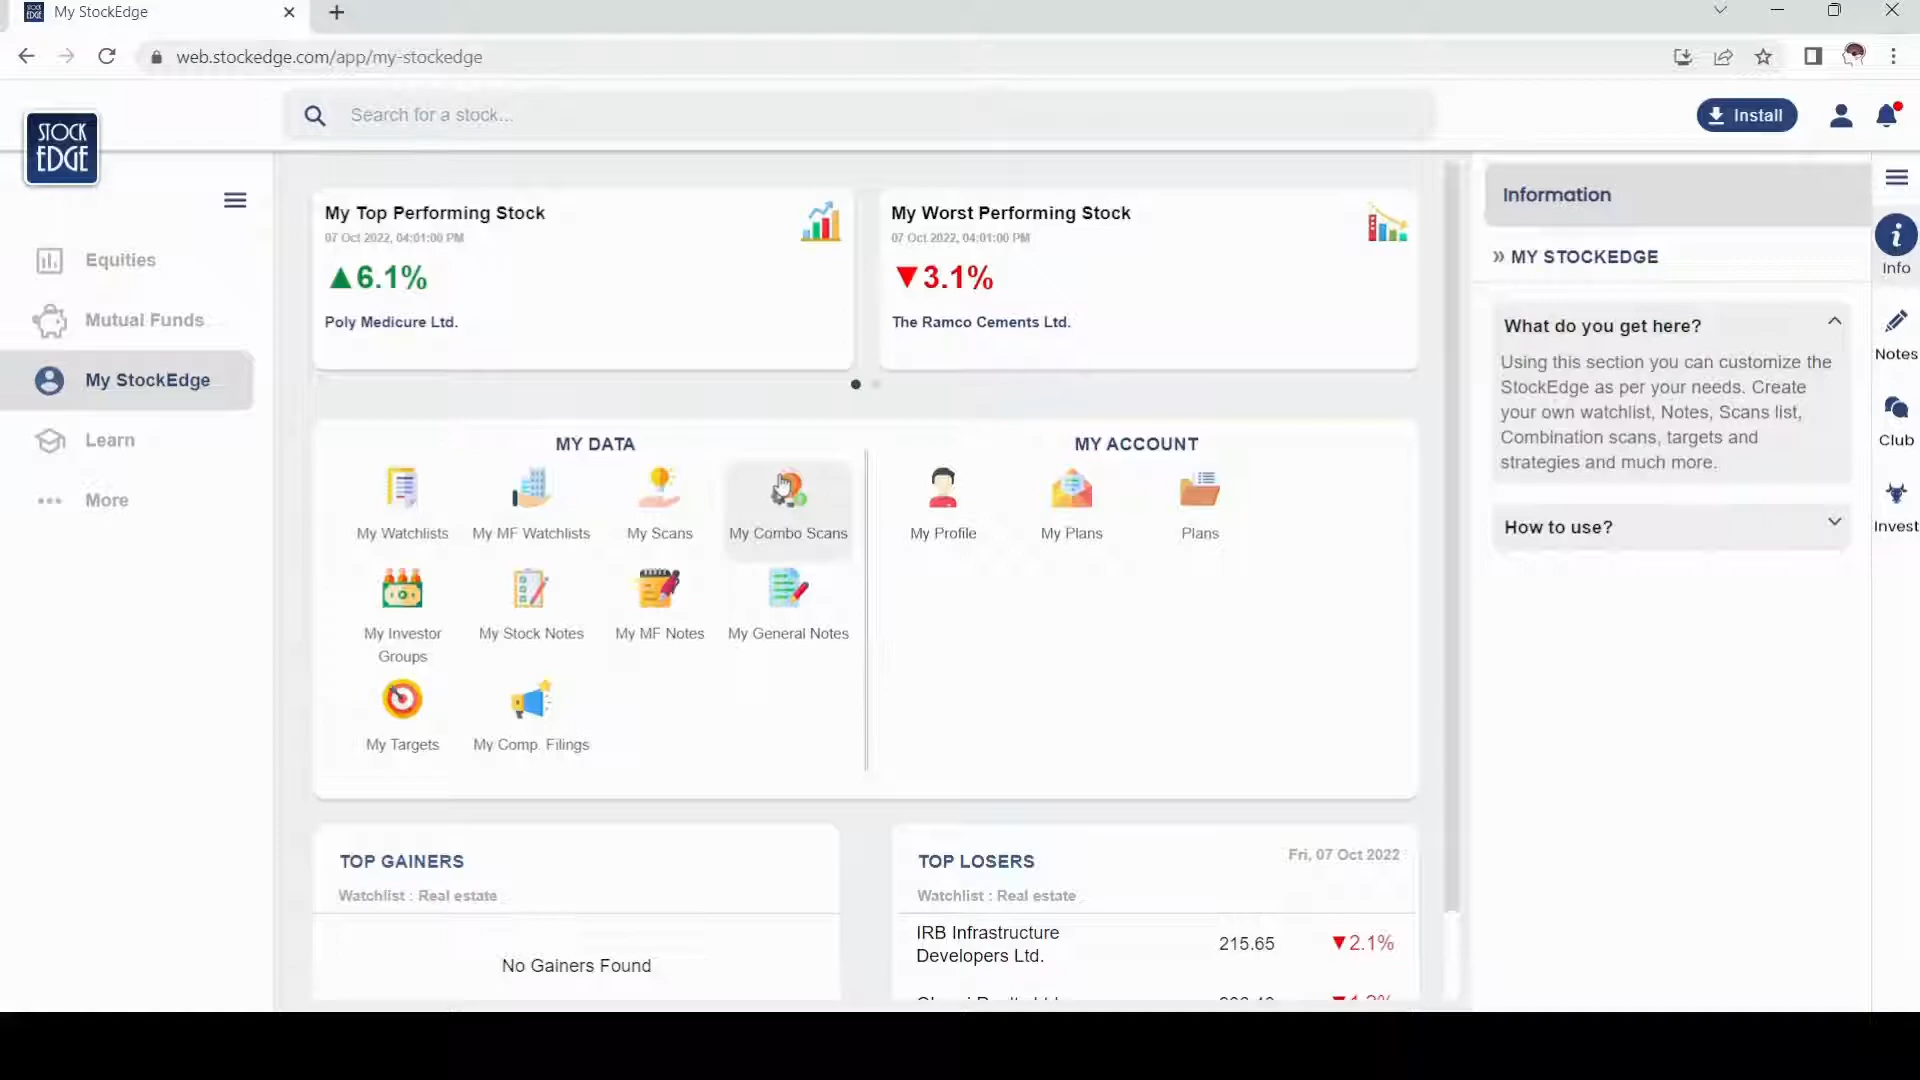 STOCK
EDGE
My StockEdge
web.stockedge.com/app/my-stockedge
STOCK
EDGE
Search for a stock...
Install
Equities
Mutual Funds
My StockEdge
Learn
More
My Top Performing Stock
07 Oct 2022, 04:01:00 PM
▲6.1%
Poly Medicure Ltd.
My Worst Performing Stock
07 Oct 2022, 04:01:00 PM
▼3.1%
The Ramco Cements Ltd.
MY DATA
My Watchlists
My MF Watchlists
My Scans
My Combo Scans
My Investor
Groups
My Stock Notes
My MF Notes
My General Notes
My Targets
My Comp. Filings
MY ACCOUNT
My Profile
My Plans
Plans
TOP GAINERS
Watchlist : Real estate
No Gainers Found
TOP LOSERS
Fri, 07 Oct 2022
Watchlist : Real estate
IRB Infrastructure
Developers Ltd.
215.65
▼2.1%
Information
» MY STOCKEDGE
What do you get here?
Using this section you can customize the
StockEdge as per your needs. Create
your own watchlist, Notes, Scans list,
Combination scans, targets and
strategies and much more.
How to use?
Info
Notes
Club
Invest